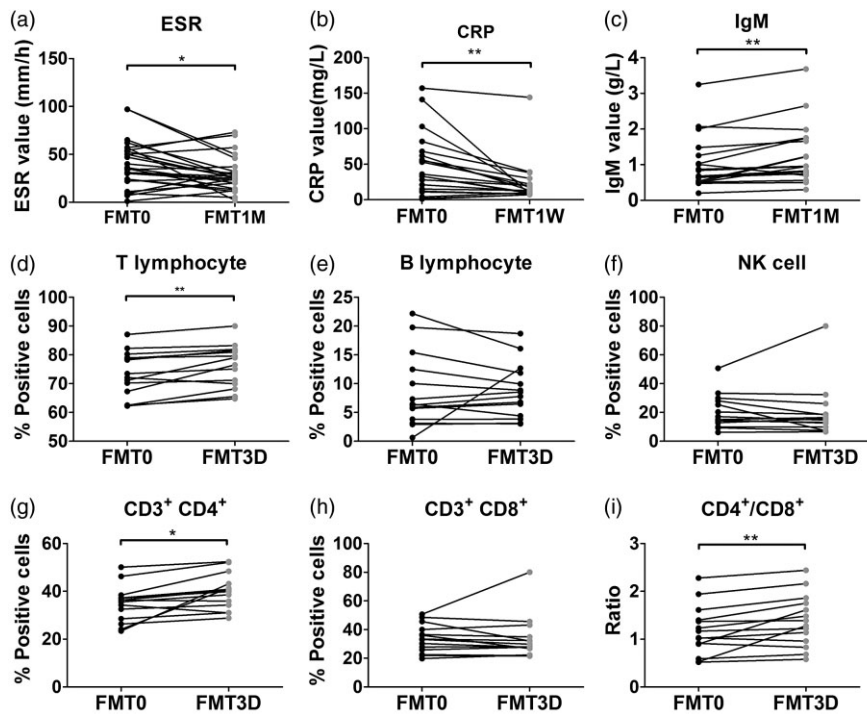 (a) ESR
ESR value (mm/h)
150
100
50
0
*
FMT0 FMT1M
(b) CRP
CRP value(mg/L)
200
150
100
50
0
**
FMT0 FMT1W
(c) IgM
IgM value (g/L)
4
3
2
1
0
**
FMT0 FMT1M
(d) T lymphocyte
% Positive cells
100
90
80
70
60
50
**
FMT0 FMT3D
(e) B lymphocyte
% Positive cells
25
20
15
10
5
0
FMT0 FMT3D
(f) NK cell
% Positive cells
100
80
60
40
20
0
FMT0 FMT3D
(g) CD3⁺ CD4⁺
% Positive cells
60
40
20
0
*
FMT0 FMT3D
(h) CD3⁺ CD8⁺
% Positive cells
100
80
60
40
20
0
FMT0 FMT3D
(i) CD4⁺/CD8⁺
Ratio
3
2
1
0
**
FMT0 FMT3D